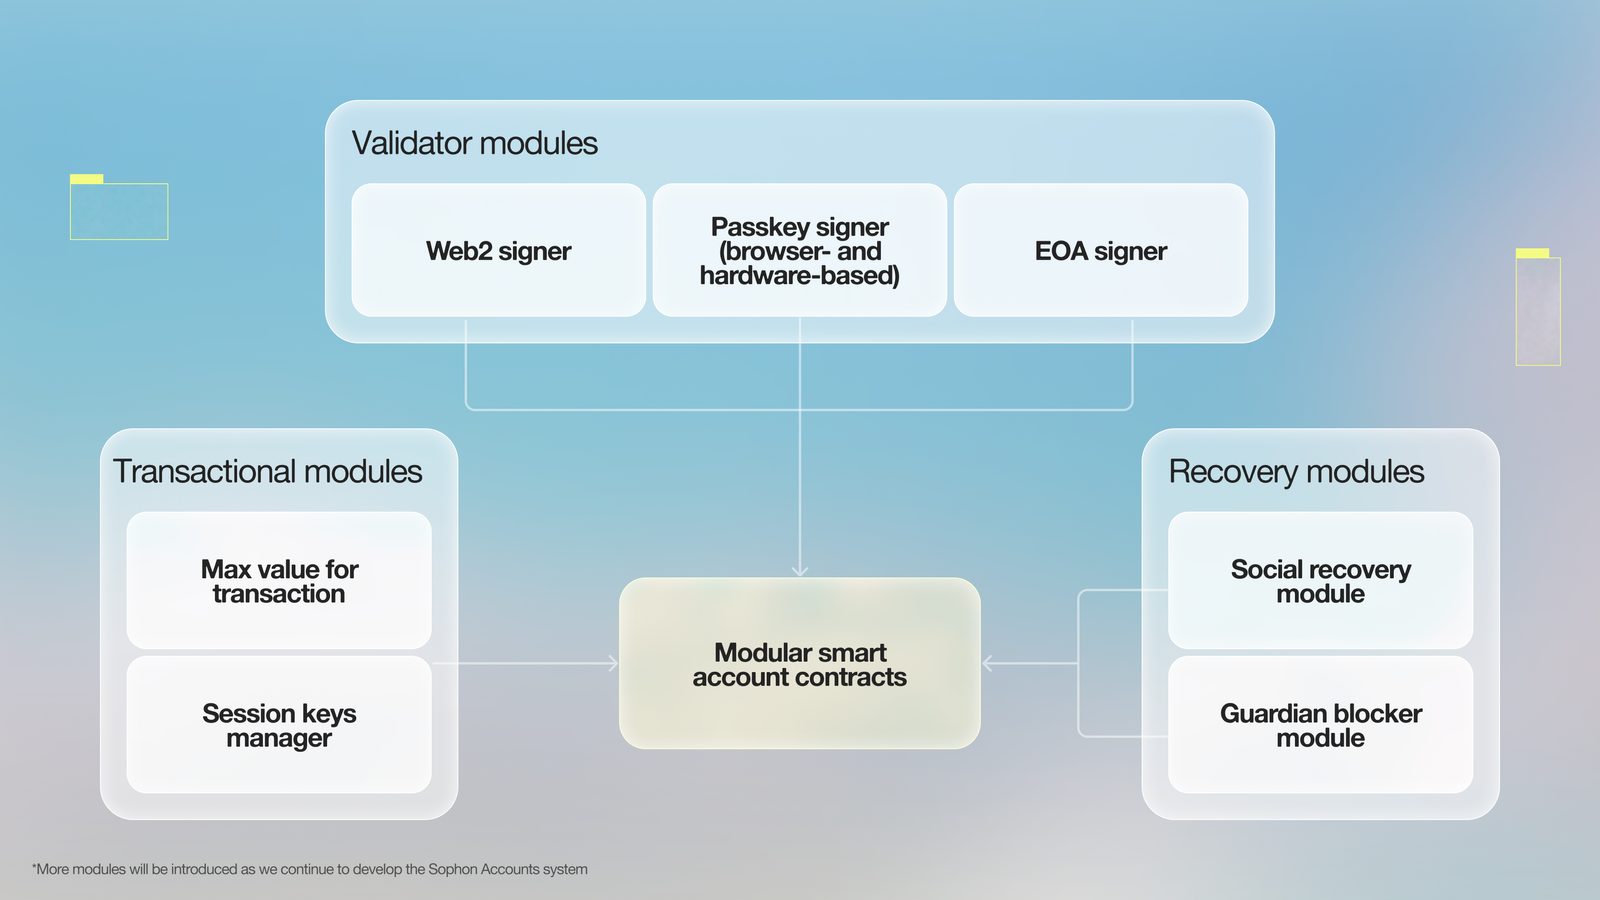 Validator modules
Web2 signer
Passkey signer
(browser- and
hardware-based)
EOA signer
Transactional modules
Max value for
transaction
Session keys
manager
Modular smart
account contracts
Recovery modules
Social recovery
module
Guardian blocker
module
*More modules will be introduced as we continue to develop the Sophon Accounts system